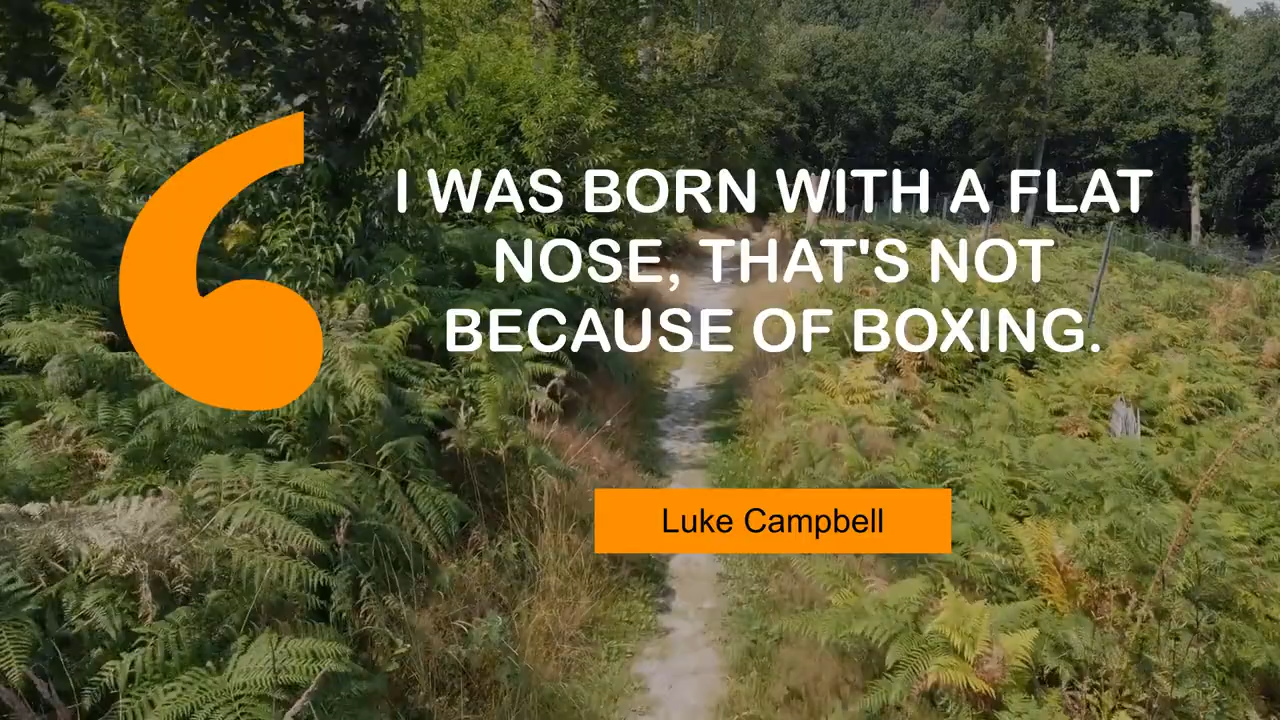 I WAS BORN WITH A FLAT
NOSE, THAT'S NOT
BECAUSE OF BOXING.
Luke Campbell